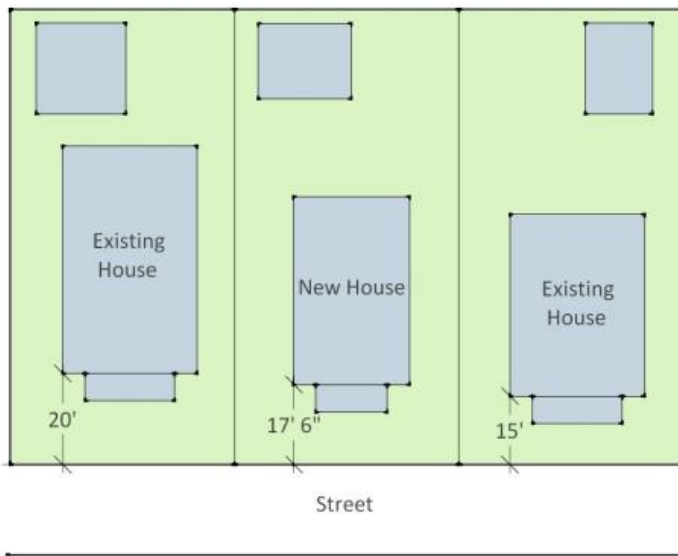 Existing
House
New House
Existing
House
20'
17' 6"
15'
Street